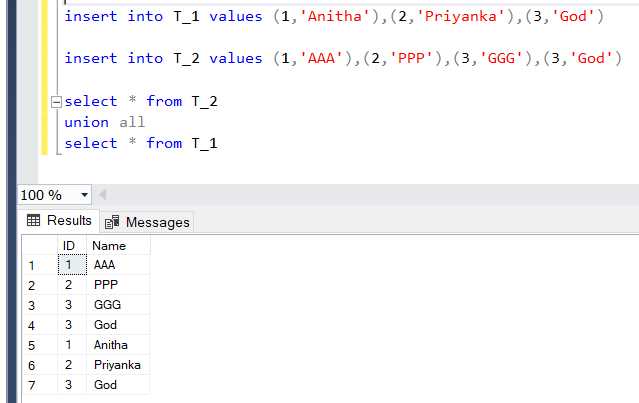 insert into T_1 values (1,'Anitha'),(2,'Priyanka'),(3,'God')
insert into T_2 values (1,'AAA'),(2,'PPP'),(3,'GGG'),(3,'God')
select * from T_2
union all
select * from T_1
100 %
Results Messages
ID Name
1 1 AAA
2 2 PPP
3 3 GGG
4 3 God
5 1 Anitha
6 2 Priyanka
7 3 God